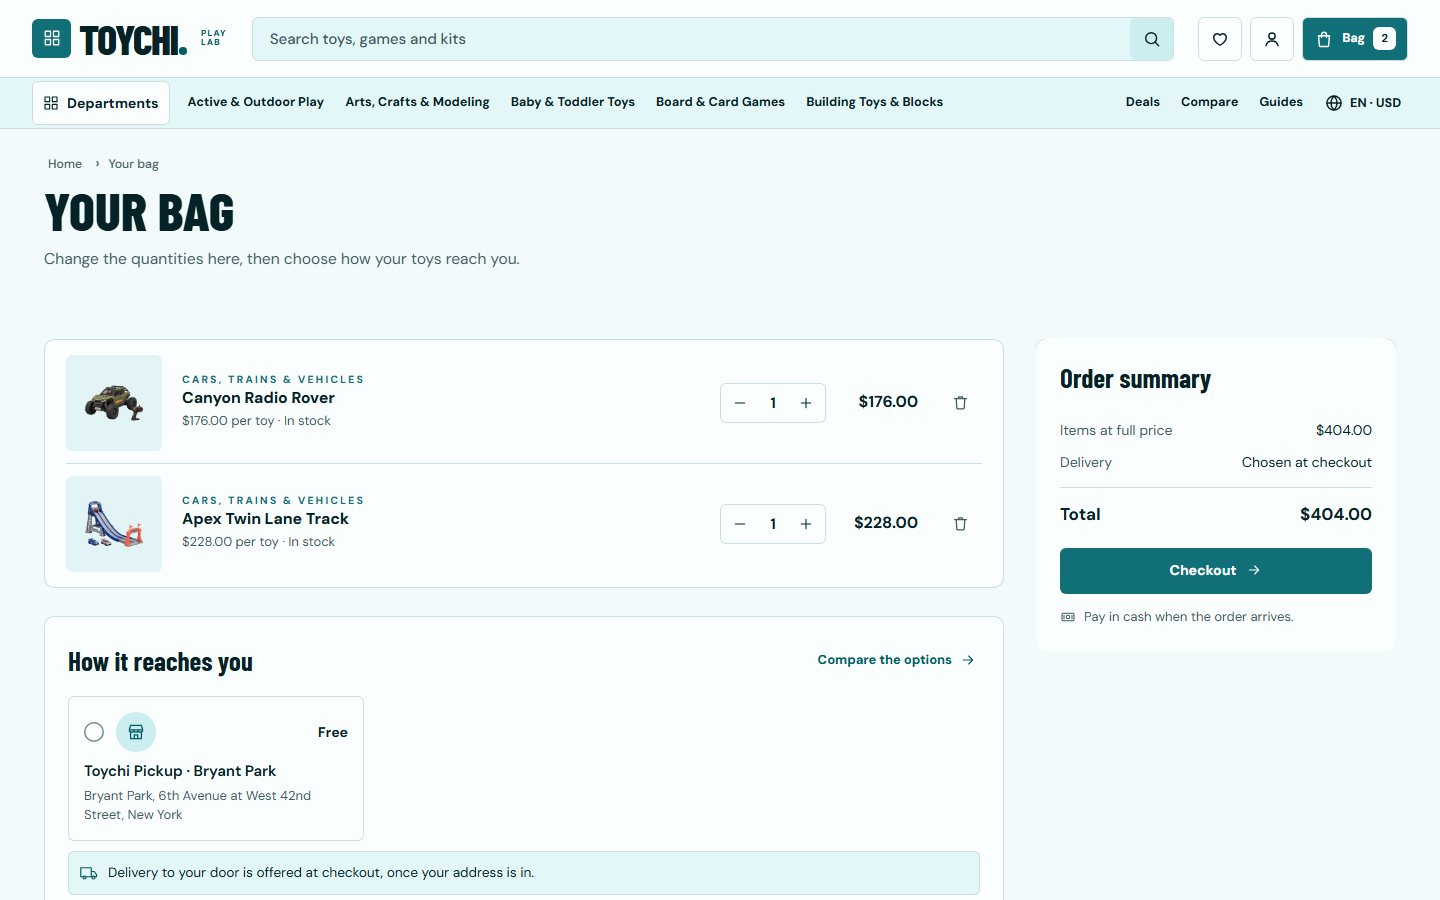 TOYCHI.
PLAY
LAB
Search toys, games and kits
Bag 2
Departments
Active & Outdoor Play
Arts, Crafts & Modeling
Baby & Toddler Toys
Board & Card Games
Building Toys & Blocks
Deals
Compare
Guides
EN · USD
Home › Your bag
YOUR BAG
Change the quantities here, then choose how your toys reach you.
CARS, TRAINS & VEHICLES
Canyon Radio Rover
$176.00 per toy · In stock
− 1 +
$176.00
CARS, TRAINS & VEHICLES
Apex Twin Lane Track
$228.00 per toy · In stock
− 1 +
$228.00
Order summary
Items at full price $404.00
Delivery Chosen at checkout
Total $404.00
Checkout →
Pay in cash when the order arrives.
How it reaches you
Compare the options →
Free
Toychi Pickup · Bryant Park
Bryant Park, 6th Avenue at West 42nd
Street, New York
Delivery to your door is offered at checkout, once your address is in.